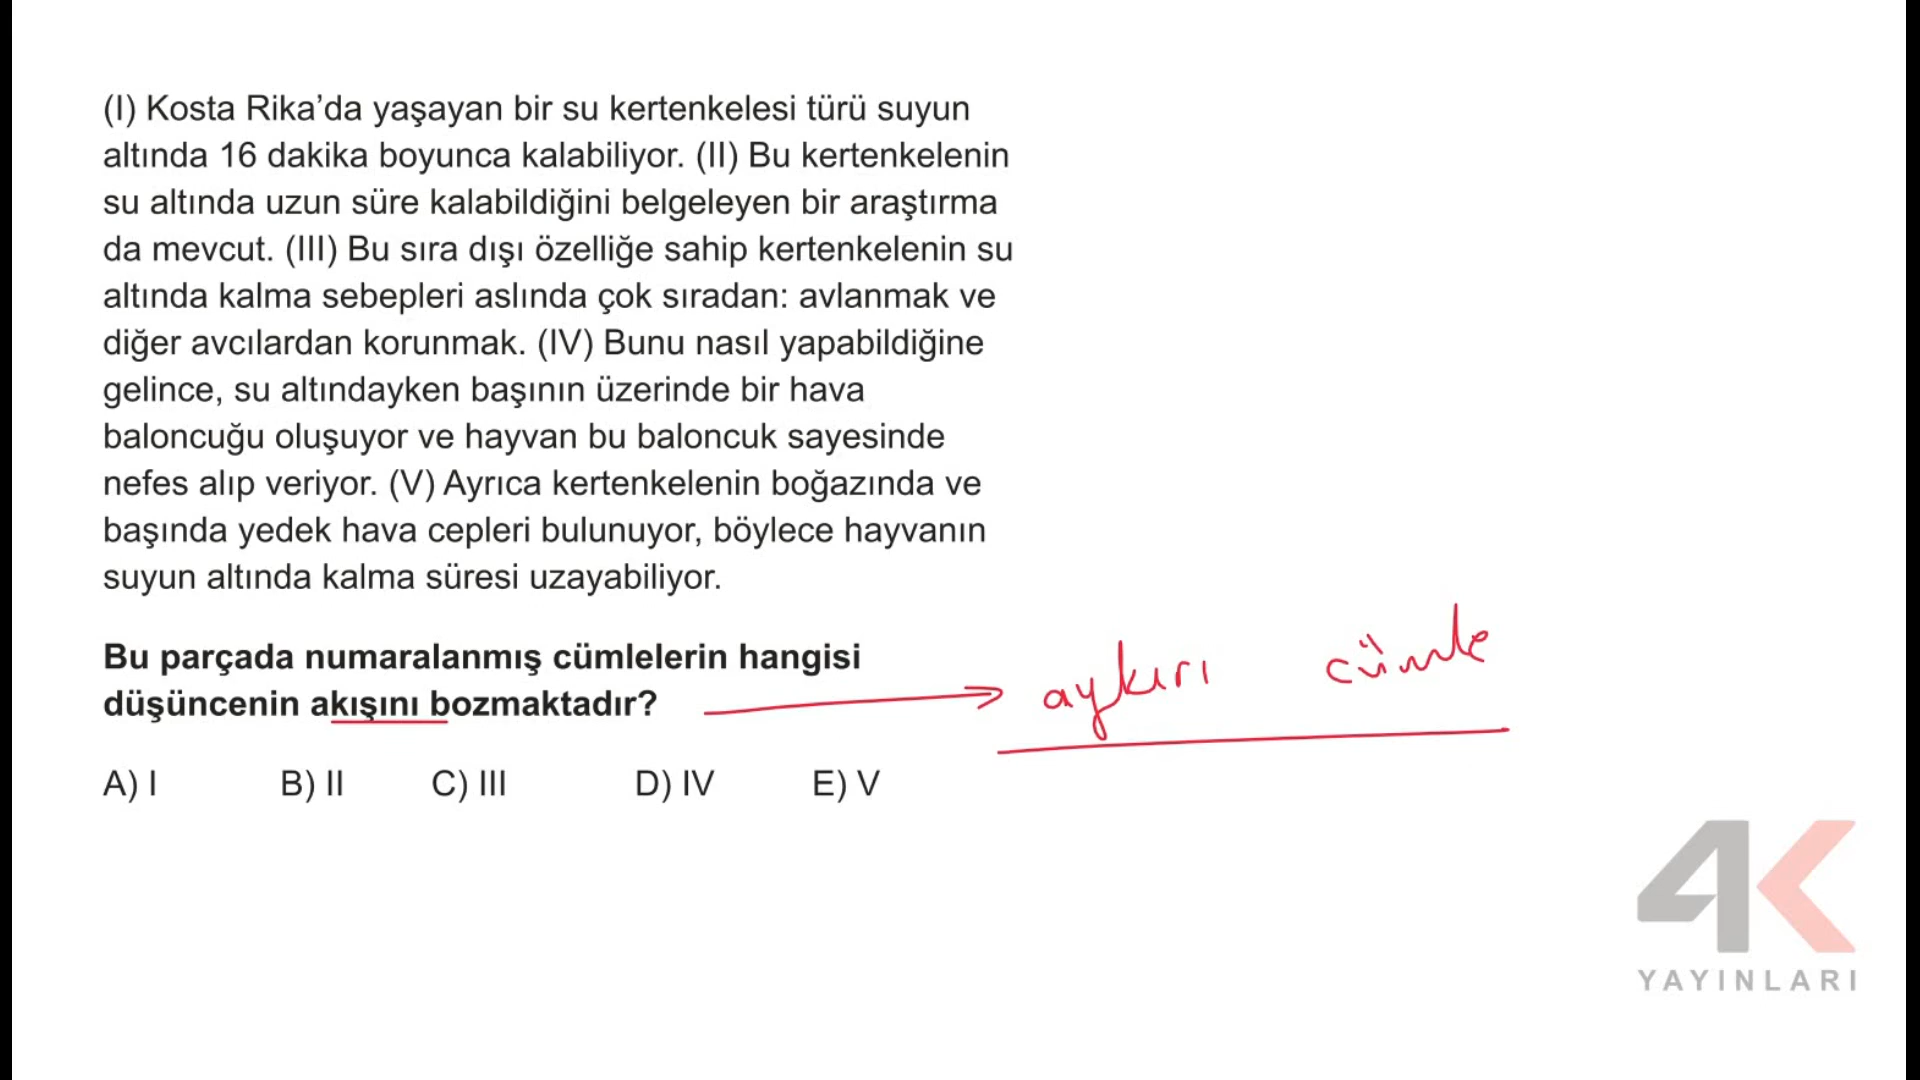 (I) Kosta Rika’da yaşayan bir su kertenkelesi türü suyun
altında 16 dakika boyunca kalabiliyor. (II) Bu kertenkelenin
su altında uzun süre kalabildiğini belgeleyen bir araştırma
da mevcut. (III) Bu sıra dışı özelliğe sahip kertenkelenin su
altında kalma sebepleri aslında çok sıradan: avlanmak ve
diğer avcılardan korunmak. (IV) Bunu nasıl yapabildiğine
gelince, su altındayken başının üzerinde bir hava
baloncuğu oluşuyor ve hayvan bu baloncuk sayesinde
nefes alıp veriyor. (V) Ayrıca kertenkelenin boğazında ve
başında yedek hava cepleri bulunuyor, böylece hayvanın
suyun altında kalma süresi uzayabiliyor.
Bu parçada numaralanmış cümlelerin hangisi
düşüncenin akışını bozmaktadır?
aykırı cümle
A) I B) II C) III D) IV E) V
4K
YAYINLARI